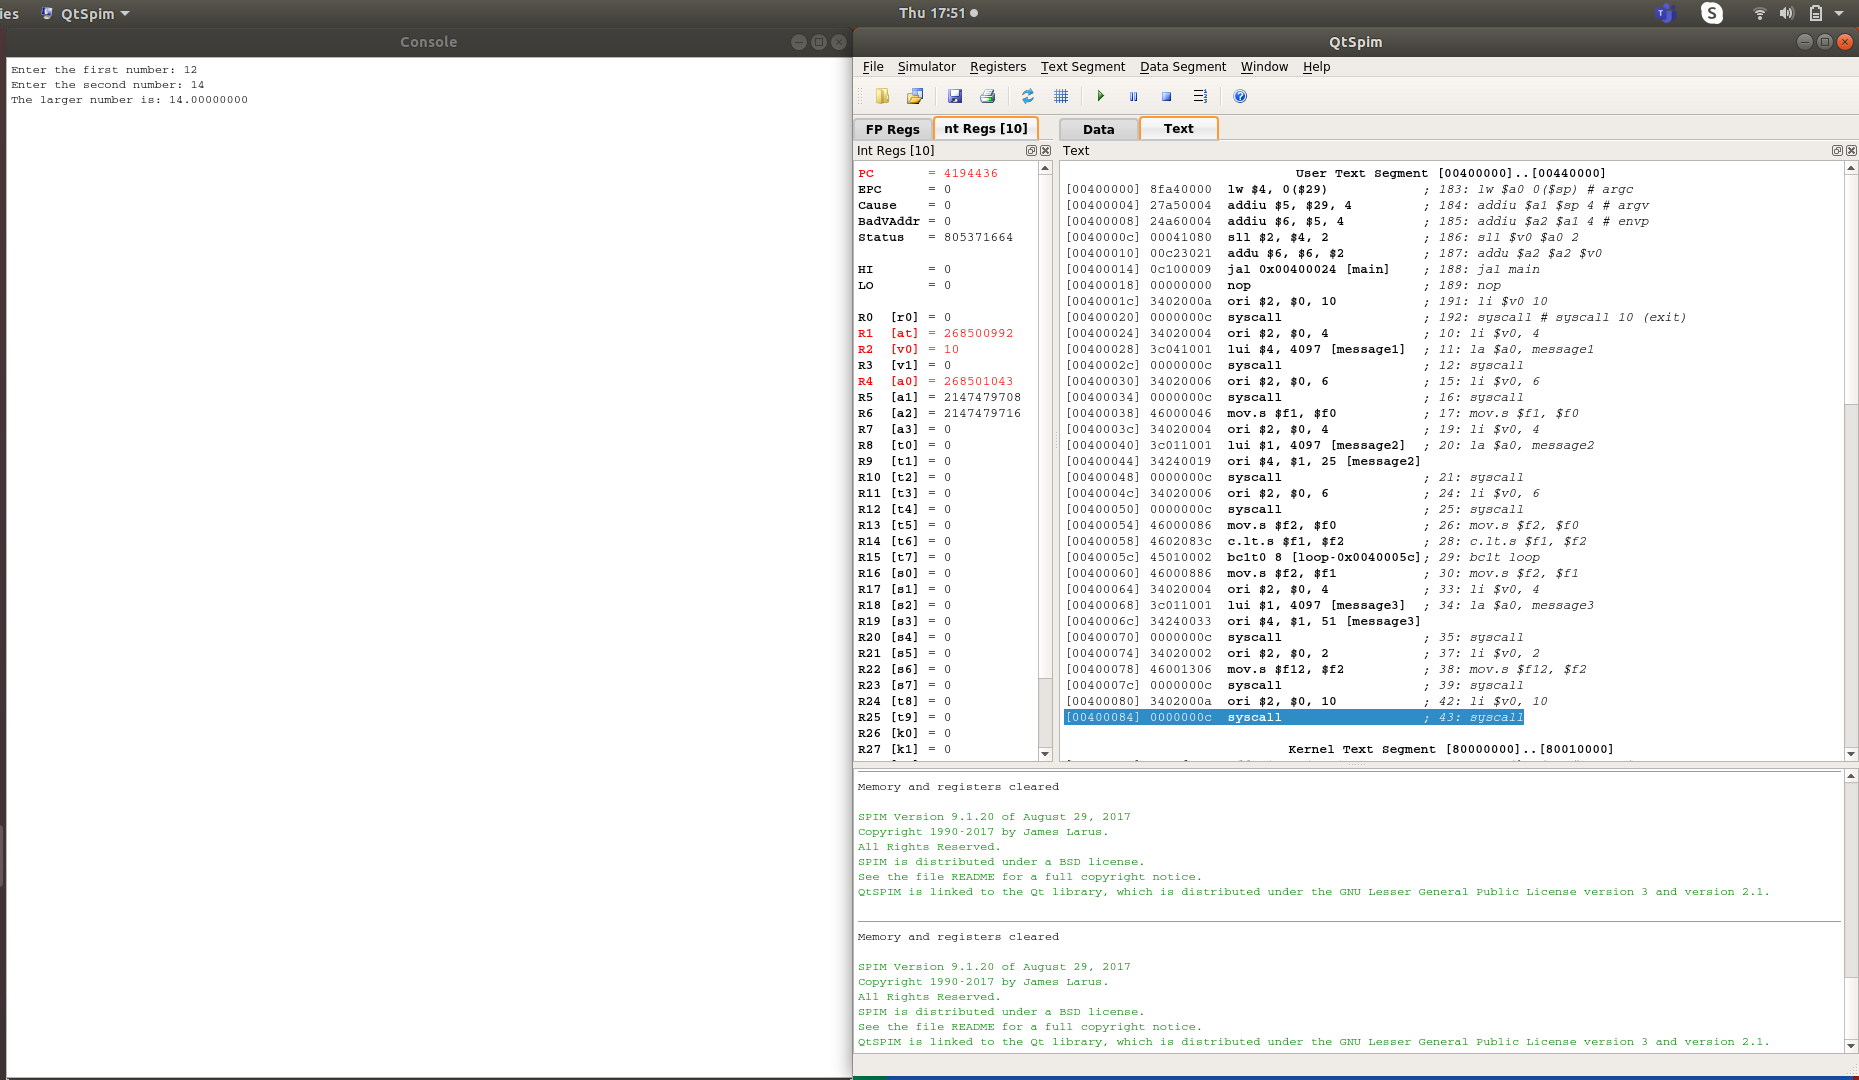 ies QtSpim Thu 17:51
Console
Enter the first number: 12
Enter the second number: 14
The larger number is: 14.00000000
QtSpim
File Simulator Registers Text Segment Data Segment Window Help
FP Regs nt Regs [10] Data Text
Int Regs [10]
PC = 4194436
EPC = 0
Cause = 0
BadVAddr = 0
Status = 805371664
HI = 0
LO = 0
R0 [r0] = 0
R1 [at] = 268500992
R2 [v0] = 10
R3 [v1] = 0
R4 [a0] = 268501043
R5 [a1] = 2147479708
R6 [a2] = 2147479716
R7 [a3] = 0
R8 [t0] = 0
R9 [t1] = 0
R10 [t2] = 0
R11 [t3] = 0
R12 [t4] = 0
R13 [t5] = 0
R14 [t6] = 0
R15 [t7] = 0
R16 [s0] = 0
R17 [s1] = 0
R18 [s2] = 0
R19 [s3] = 0
R20 [s4] = 0
R21 [s5] = 0
R22 [s6] = 0
R23 [s7] = 0
R24 [t8] = 0
R25 [t9] = 0
R26 [k0] = 0
R27 [k1] = 0
Text
User Text Segment [00400000]..[00440000]
[00400000] 8fa40000 lw $4, 0($29) ; 183: lw $a0 0($sp) # argc
[00400004] 27a50004 addiu $5, $29, 4 ; 184: addiu $a1 $sp 4 # argv
[00400008] 24a60004 addiu $6, $5, 4 ; 185: addiu $a2 $a1 4 # envp
[0040000c] 00041080 sll $2, $4, 2 ; 186: sll $v0 $a0 2
[00400010] 00c23021 addu $6, $6, $2 ; 187: addu $a2 $a2 $v0
[00400014] 0c100009 jal 0x00400024 [main] ; 188: jal main
[00400018] 00000000 nop ; 189: nop
[0040001c] 3402000a ori $2, $0, 10 ; 191: li $v0 10
[00400020] 0000000c syscall ; 192: syscall # syscall 10 (exit)
[00400024] 34020004 ori $2, $0, 4 ; 10: li $v0, 4
[00400028] 3c041001 lui $4, 4097 [message1] ; 11: la $a0, message1
[0040002c] 0000000c syscall ; 12: syscall
[00400030] 34020006 ori $2, $0, 6 ; 15: li $v0, 6
[00400034] 0000000c syscall ; 16: syscall
[00400038] 46000046 mov.s $f1, $f0 ; 17: mov.s $f1, $f0
[0040003c] 34020004 ori $2, $0, 4 ; 19: li $v0, 4
[00400040] 3c011001 lui $1, 4097 [message2] ; 20: la $a0, message2
[00400044] 34240019 ori $4, $1, 25 [message2]
[00400048] 0000000c syscall ; 21: syscall
[0040004c] 34020006 ori $2, $0, 6 ; 24: li $v0, 6
[00400050] 0000000c syscall ; 25: syscall
[00400054] 46000086 mov.s $f2, $f0 ; 26: mov.s $f2, $f0
[00400058] 4602083c c.lt.s $f1, $f2 ; 28: c.lt.s $f1, $f2
[0040005c] 45010002 bc1t0 8 [loop-0x0040005c]; 29: bc1t loop
[00400060] 46000886 mov.s $f2, $f1 ; 30: mov.s $f2, $f1
[00400064] 34020004 ori $2, $0, 4 ; 33: li $v0, 4
[00400068] 3c011001 lui $1, 4097 [message3] ; 34: la $a0, message3
[0040006c] 34240033 ori $4, $1, 51 [message3]
[00400070] 0000000c syscall ; 35: syscall
[00400074] 34020002 ori $2, $0, 2 ; 37: li $v0, 2
[00400078] 46001306 mov.s $f12, $f2 ; 38: mov.s $f12, $f2
[0040007c] 0000000c syscall ; 39: syscall
[00400080] 3402000a ori $2, $0, 10 ; 42: li $v0, 10
[00400084] 0000000c syscall ; 43: syscall
Kernel Text Segment [80000000]..[80010000]
Memory and registers cleared
SPIM Version 9.1.20 of August 29, 2017
Copyright 1990-2017 by James Larus.
All Rights Reserved.
SPIM is distributed under a BSD license.
See the file README for a full copyright notice.
QtSPIM is linked to the Qt library, which is distributed under the GNU Lesser General Public License version 3 and version 2.1.
Memory and registers cleared
SPIM Version 9.1.20 of August 29, 2017
Copyright 1990-2017 by James Larus.
All Rights Reserved.
SPIM is distributed under a BSD license.
See the file README for a full copyright notice.
QtSPIM is linked to the Qt library, which is distributed under the GNU Lesser General Public License version 3 and version 2.1.